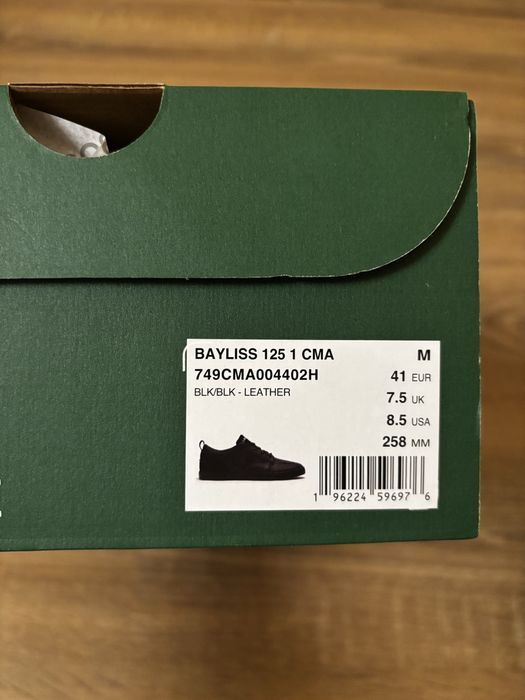 BAYLISS 125 1 CMA M
749CMA004402H
BLK/BLK - LEATHER
41 EUR
7.5 UK
8.5 USA
258 MM
1 96224 59697 6